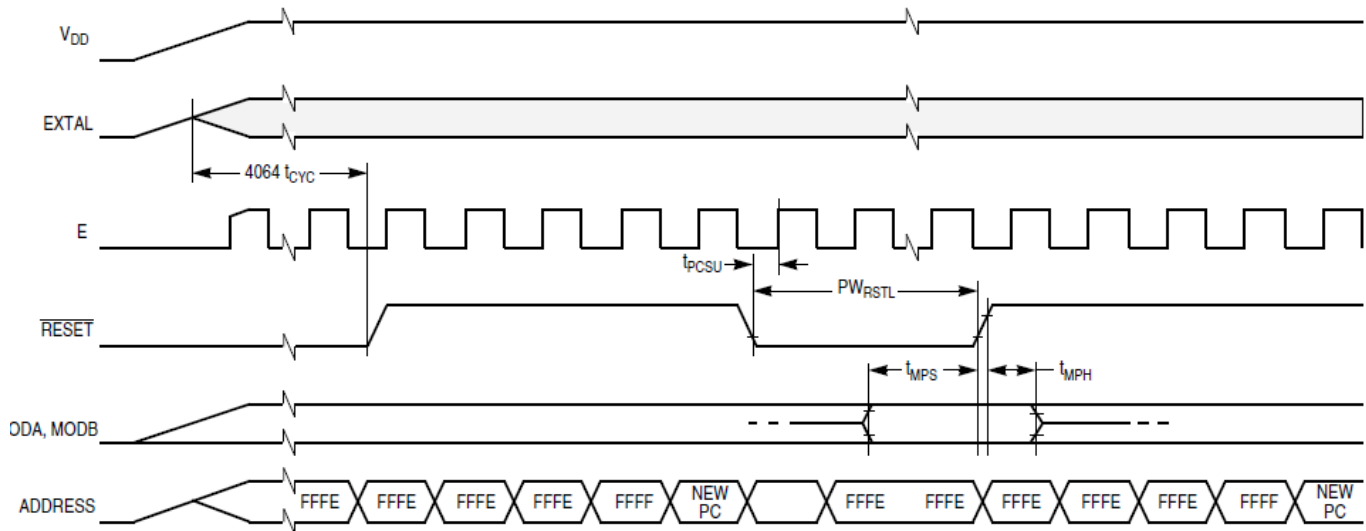 VDD
EXTAL
4064 tCYC
E
tPCSU
PWRSTL
RESET
tMPS
tMPH
ODA, MODB
ADDRESS
FFFE FFFE FFFE FFFE FFFF NEW PC FFFE FFFE FFFE FFFE FFFE FFFF NEW PC